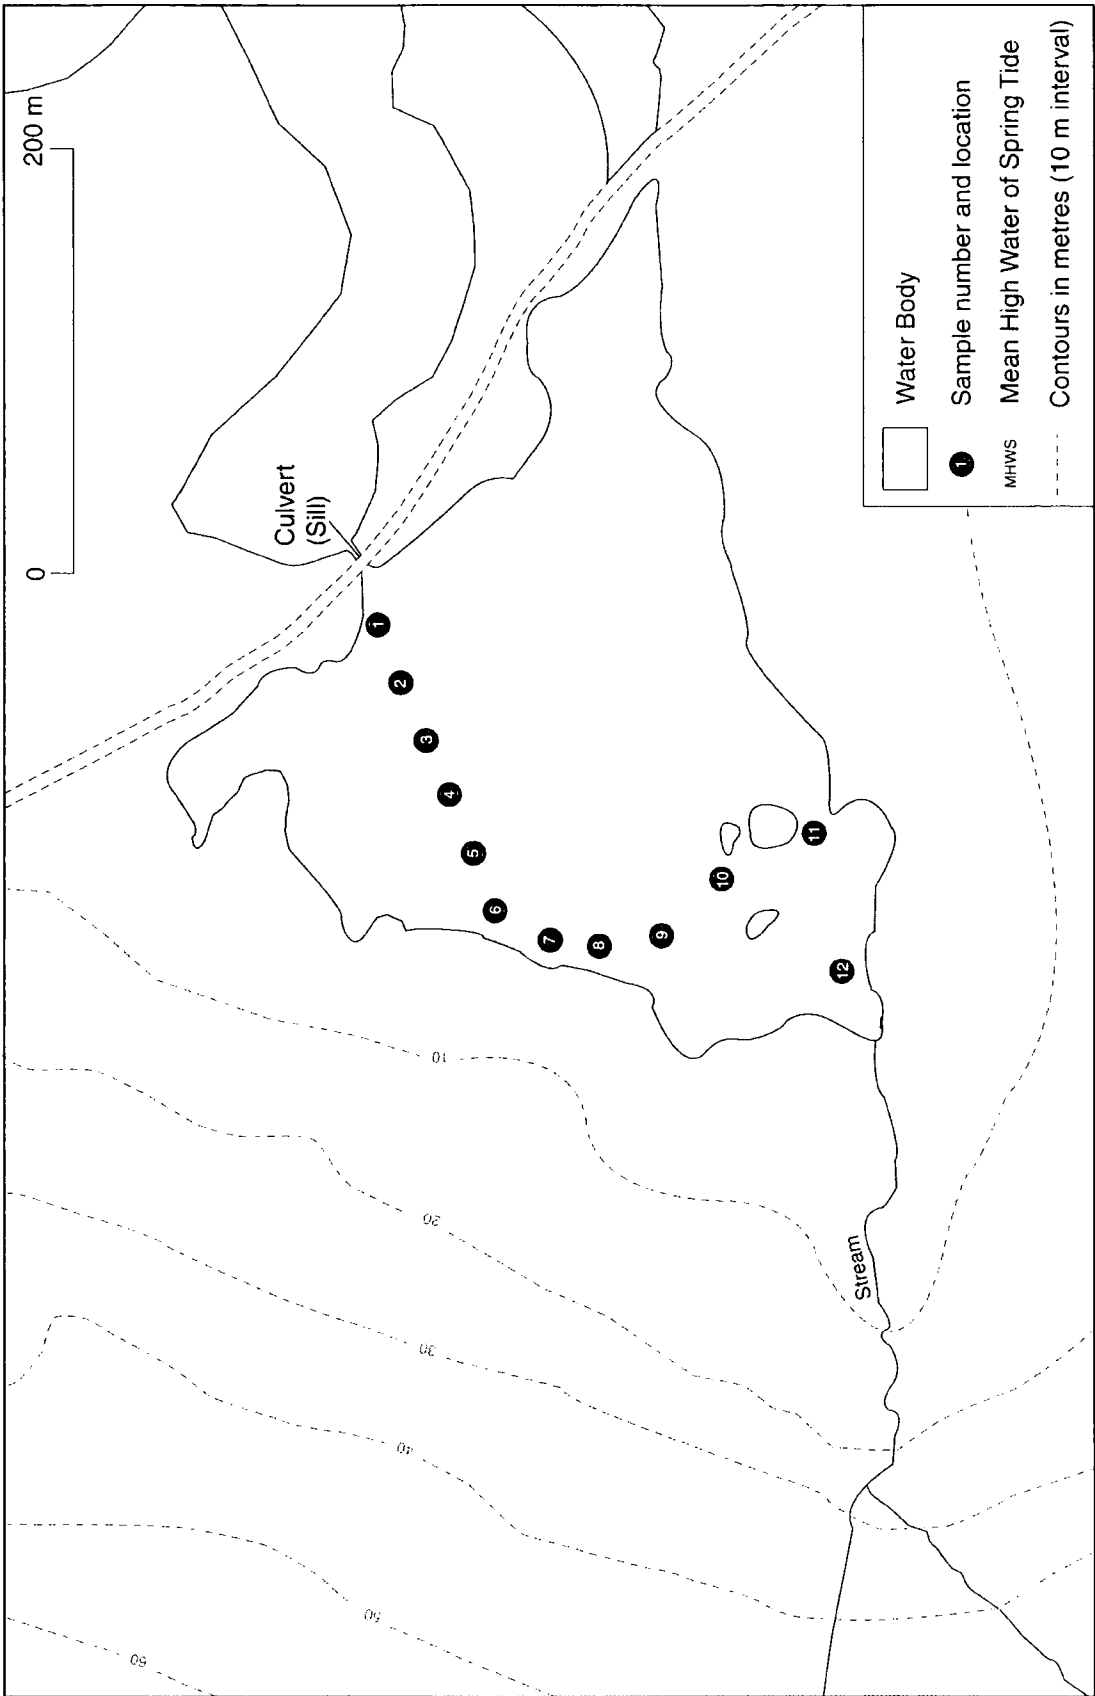 0
200 m
Culvert
(Sill)
1
2
3
4
5
6
7
8
9
10
11
12
10
20
30
40
50
60
Stream
Water Body
1 Sample number and location
MHWS Mean High Water of Spring Tide
Contours in metres (10 m interval)